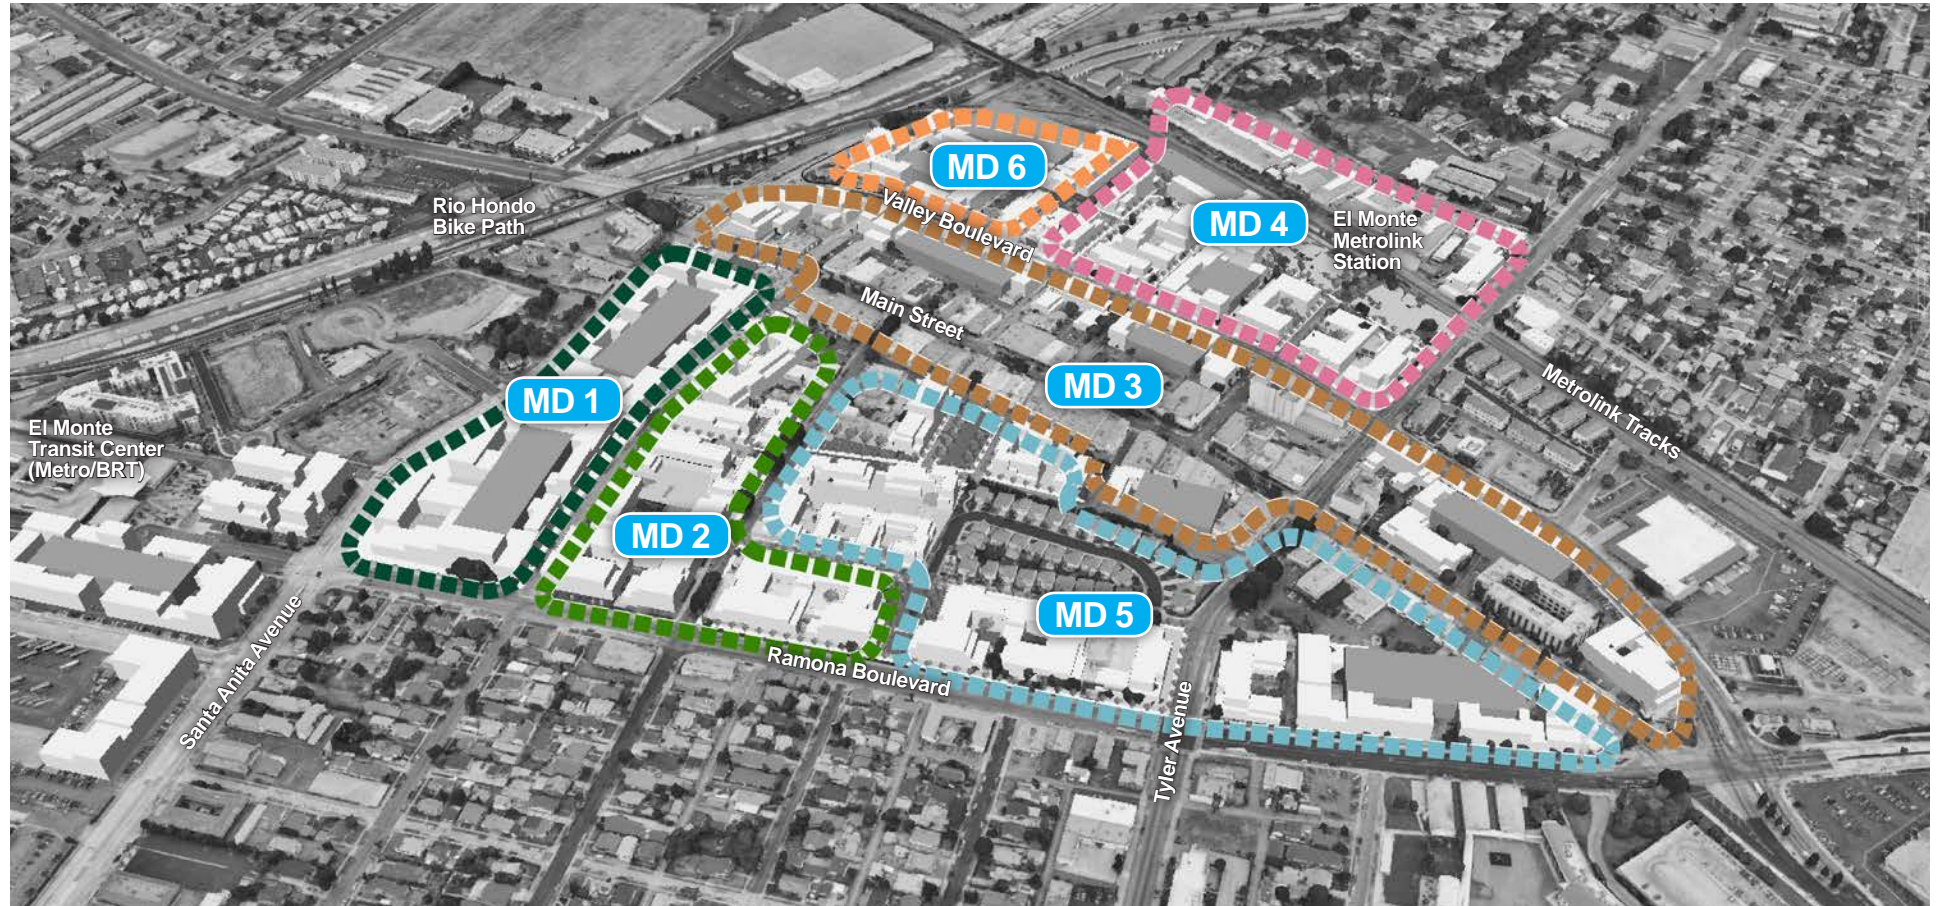 MD 6
Rio Hondo
Bike Path
Valley Boulevard
MD 4
El Monte
Metrolink
Station
Main Street
MD 3
MD 1
Metrolink Tracks
El Monte
Transit Center
(Metro/BRT)
MD 2
MD 5
Santa Anita Avenue
Ramona Boulevard
Tyler Avenue